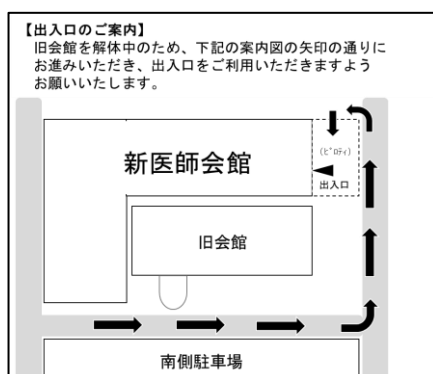 【出入口のご案内】
旧会館を解体中のため、下記の案内図の矢印の通りに
お進みいただき、出入口をご利用いただきますよう
お願いいたします。
新医師会館
(ピロティ)
出入口
旧会館
南側駐車場